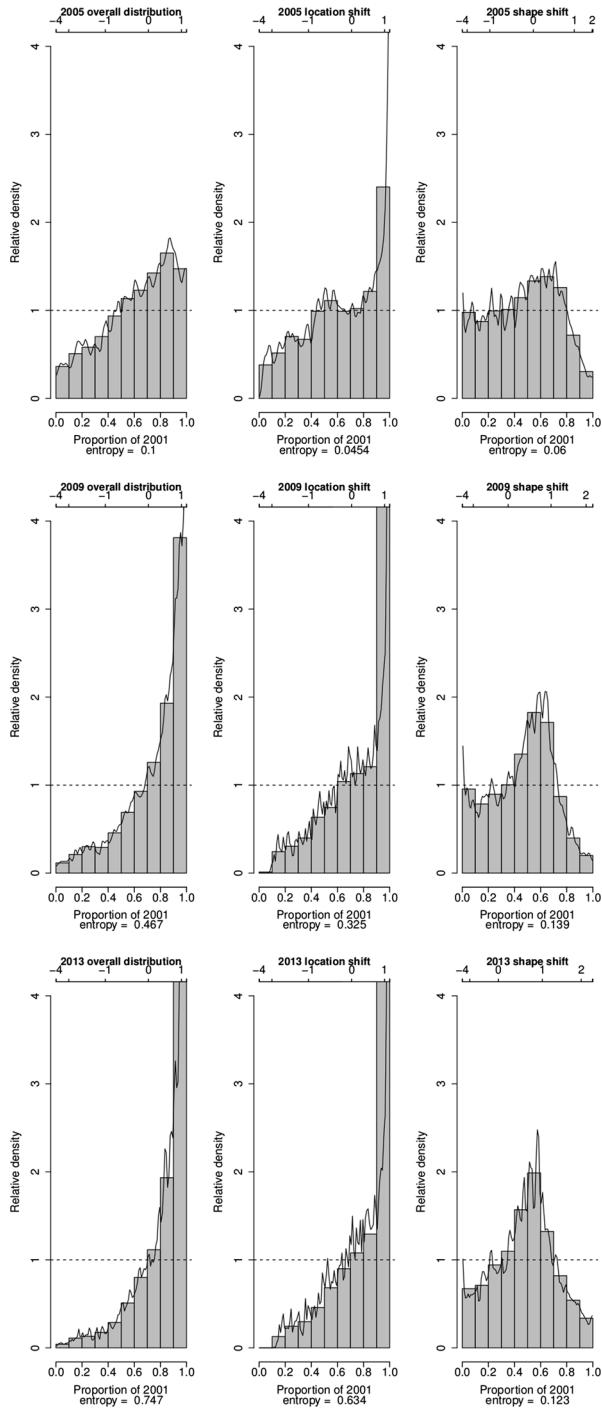 2005 overall distribution 2005 location shift 2005 shape shift
−4 −1 0 1 −4 −1 0 1 −4 −2 −1 0 1 2
4 4 4
3 3 3
Relative density Relative density Relative density
2 2 2
1 1 1
0 0 0
0.0 0.2 0.4 0.6 0.8 1.0 0.0 0.2 0.4 0.6 0.8 1.0 0.0 0.2 0.4 0.6 0.8 1.0
Proportion of 2001 Proportion of 2001 Proportion of 2001
entropy = 0.1 entropy = 0.0454 entropy = 0.06
2009 overall distribution 2009 location shift 2009 shape shift
−4 −1 0 1 −4 −1 0 1 −4 0 1 2
4 4 4
3 3 3
Relative density Relative density Relative density
2 2 2
1 1 1
0 0 0
0.0 0.2 0.4 0.6 0.8 1.0 0.0 0.2 0.4 0.6 0.8 1.0 0.0 0.2 0.4 0.6 0.8 1.0
Proportion of 2001 Proportion of 2001 Proportion of 2001
entropy = 0.467 entropy = 0.325 entropy = 0.139
2013 overall distribution 2013 location shift 2013 shape shift
−4 −1 0 1 −4 −1 0 1 −4 0 1 2
4 4 4
3 3 3
Relative density Relative density Relative density
2 2 2
1 1 1
0 0 0
0.0 0.2 0.4 0.6 0.8 1.0 0.0 0.2 0.4 0.6 0.8 1.0 0.0 0.2 0.4 0.6 0.8 1.0
Proportion of 2001 Proportion of 2001 Proportion of 2001
entropy = 0.747 entropy = 0.634 entropy = 0.123